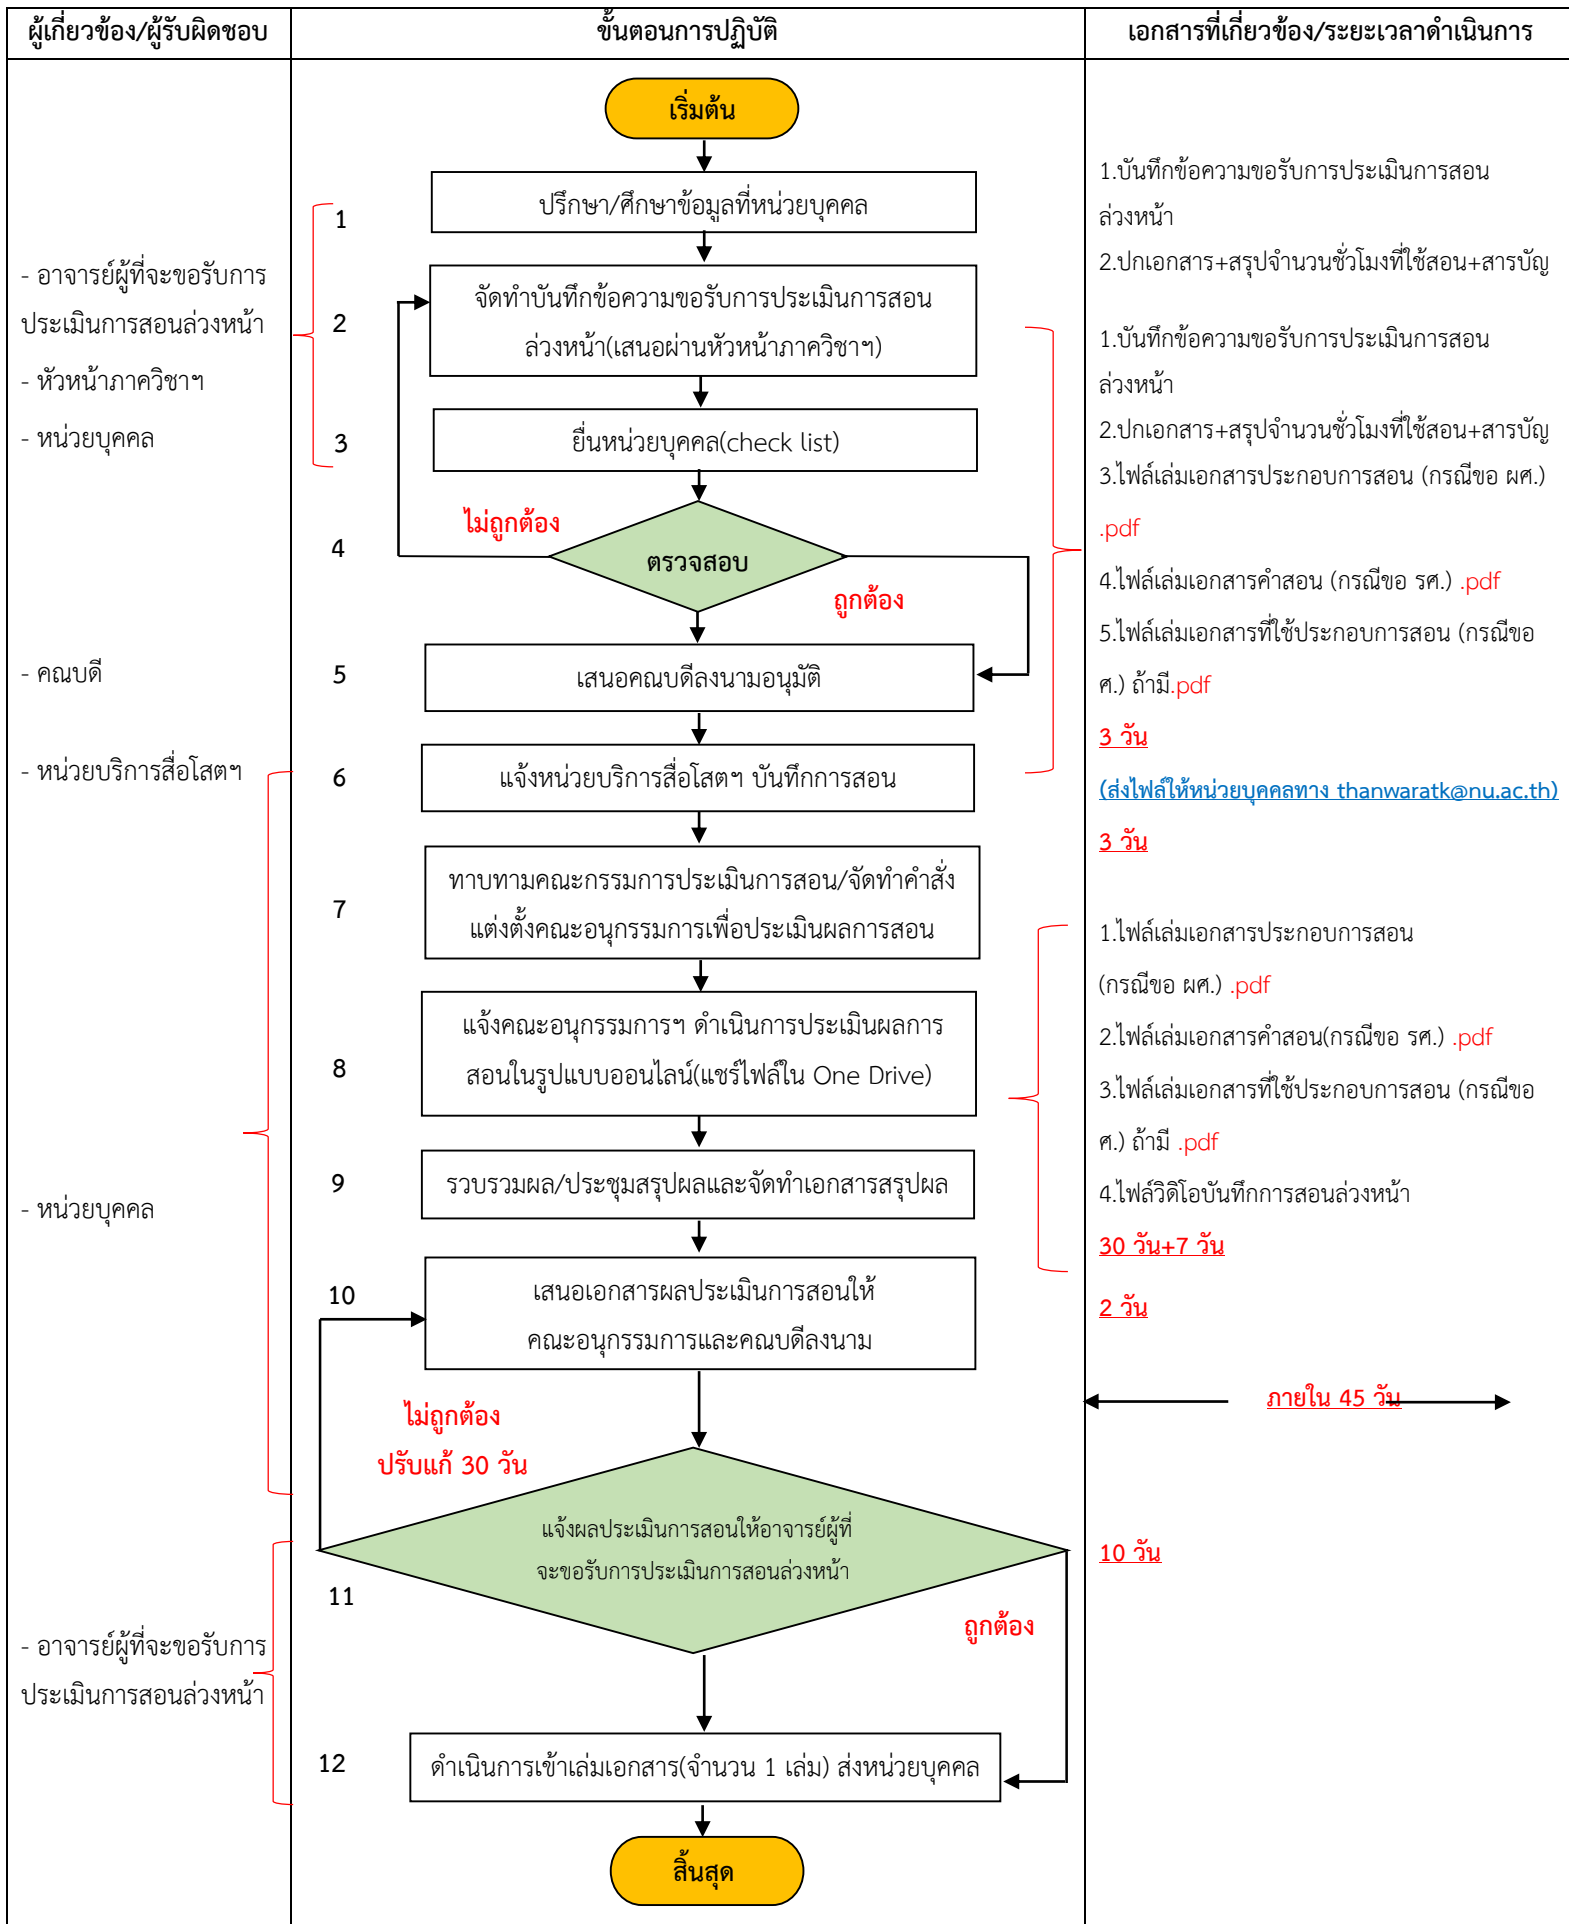 ผู้เกี่ยวข้อง/ผู้รับผิดชอบ
ขั้นตอนการปฏิบัติ
เอกสารที่เกี่ยวข้อง/ระยะเวลาดำเนินการ
- อาจารย์ผู้ที่จะขอรับการ
ประเมินการสอนล่วงหน้า
- หัวหน้าภาควิชาฯ
- หน่วยบุคคล
- คณบดี
- หน่วยบริการสื่อโสตฯ
- หน่วยบุคคล
- อาจารย์ผู้ที่จะขอรับการ
ประเมินการสอนล่วงหน้า
เริ่มต้น
1
ปรึกษา/ศึกษาข้อมูลที่หน่วยบุคคล
2
จัดทำบันทึกข้อความขอรับการประเมินการสอน
ล่วงหน้า(เสนอผ่านหัวหน้าภาควิชาฯ)
3
ยื่นหน่วยบุคคล(check list)
ไม่ถูกต้อง
4
ตรวจสอบ
ถูกต้อง
5
เสนอคณบดีลงนามอนุมัติ
6
แจ้งหน่วยบริการสื่อโสตฯ บันทึกการสอน
7
ทาบทามคณะกรรมการประเมินการสอน/จัดทำคำสั่ง
แต่งตั้งคณะอนุกรรมการเพื่อประเมินผลการสอน
8
แจ้งคณะอนุกรรมการฯ ดำเนินการประเมินผลการ
สอนในรูปแบบออนไลน์(แชร์ไฟล์ใน One Drive)
9
รวบรวมผล/ประชุมสรุปผลและจัดทำเอกสารสรุปผล
10
เสนอเอกสารผลประเมินการสอนให้
คณะอนุกรรมการและคณบดีลงนาม
ไม่ถูกต้อง
ปรับแก้ 30 วัน
แจ้งผลประเมินการสอนให้อาจารย์ผู้ที่
จะขอรับการประเมินการสอนล่วงหน้า
11
ถูกต้อง
12
ดำเนินการเข้าเล่มเอกสาร(จำนวน 1 เล่ม) ส่งหน่วยบุคคล
สิ้นสุด
1.บันทึกข้อความขอรับการประเมินการสอน
ล่วงหน้า
2.ปกเอกสาร+สรุปจำนวนชั่วโมงที่ใช้สอน+สารบัญ
1.บันทึกข้อความขอรับการประเมินการสอน
ล่วงหน้า
2.ปกเอกสาร+สรุปจำนวนชั่วโมงที่ใช้สอน+สารบัญ
3.ไฟล์เล่มเอกสารประกอบการสอน (กรณีขอ ผศ.)
.pdf
4.ไฟล์เล่มเอกสารคำสอน (กรณีขอ รศ.) .pdf
5.ไฟล์เล่มเอกสารที่ใช้ประกอบการสอน (กรณีขอ
ศ.) ถ้ามี.pdf
3 วัน
(ส่งไฟล์ให้หน่วยบุคคลทาง thanwaratk@nu.ac.th)
3 วัน
1.ไฟล์เล่มเอกสารประกอบการสอน
(กรณีขอ ผศ.) .pdf
2.ไฟล์เล่มเอกสารคำสอน(กรณีขอ รศ.) .pdf
3.ไฟล์เล่มเอกสารที่ใช้ประกอบการสอน (กรณีขอ
ศ.) ถ้ามี .pdf
4.ไฟล์วิดิโอบันทึกการสอนล่วงหน้า
30 วัน+7 วัน
2 วัน
ภายใน 45 วัน
10 วัน